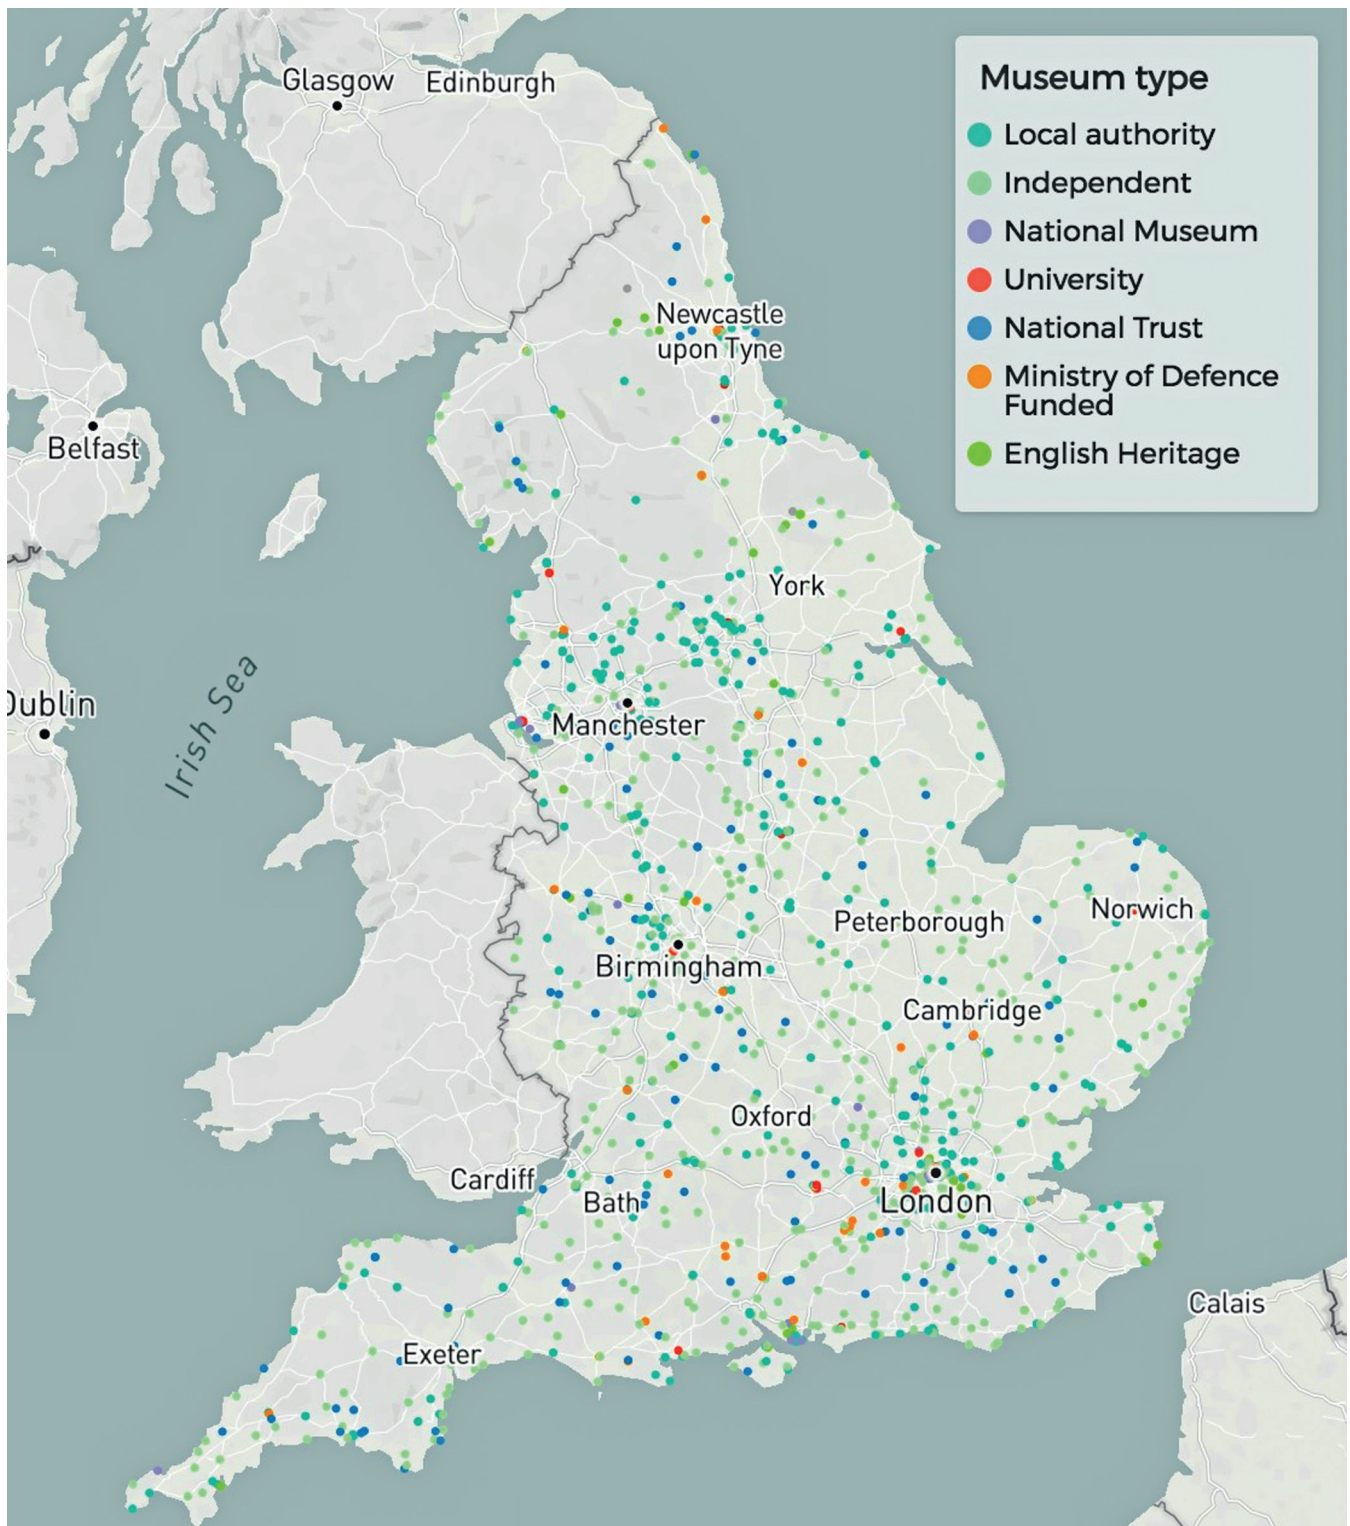 Glasgow
Edinburgh
Museum type
Local authority
Independent
National Museum
University
National Trust
Ministry of Defence
Funded
English Heritage
Newcastle
upon Tyne
Belfast
York
Irish Sea
Dublin
Manchester
Norwich
Peterborough
Birmingham
Cambridge
Oxford
Cardiff
Bath
London
Calais
Exeter